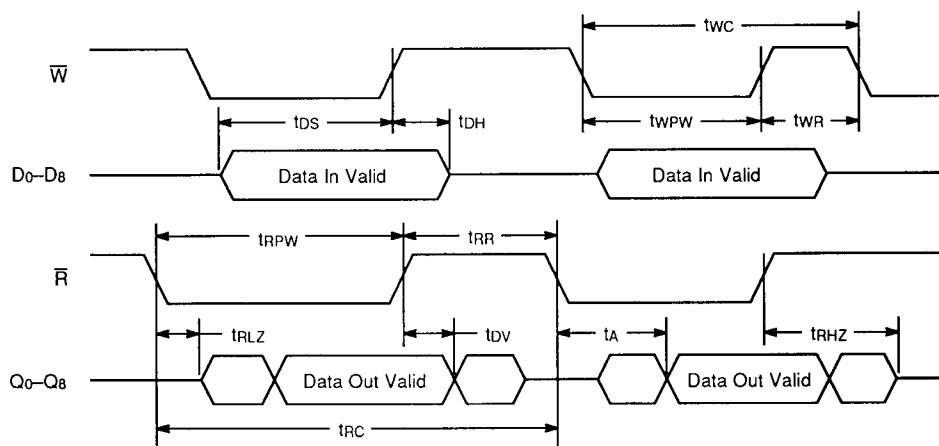 tWC
W
tDS
tDH
tWPW
tWR
D0–D8
Data In Valid
Data In Valid
tRPW
tRR
R
tRLZ
tDV
tA
tRHZ
Q0–Q8
Data Out Valid
Data Out Valid
tRC